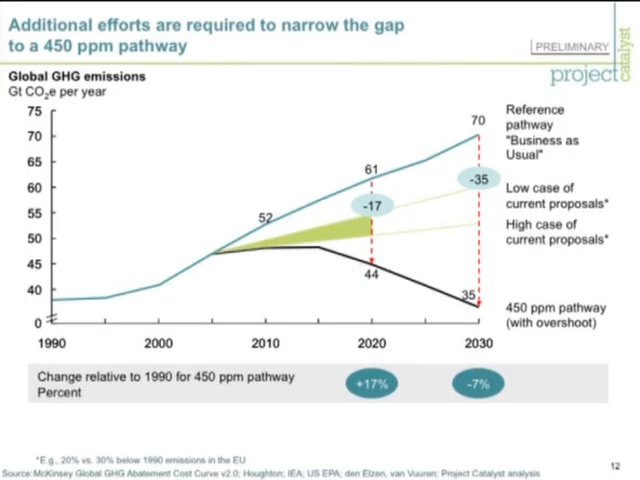 Additional efforts are required to narrow the gap
to a 450 ppm pathway
PRELIMINARY
project catalyst
Global GHG emissions
Gt CO₂e per year
75
70
65
60
55
50
45
40
0
52
61
70
-17
-35
44
35
Reference
pathway
"Business as
Usual"
Low case of
current proposals*
High case of
current proposals*
450 ppm pathway
(with overshoot)
1990
2000
2010
2020
2030
Change relative to 1990 for 450 ppm pathway
Percent
+17%
-7%
*E.g., 20% vs. 30% below 1990 emissions in the EU
Source:McKinsey Global GHG Abatement Cost Curve v2.0; Houghton; IEA; US EPA; den Elzen, van Vuuren; Project Catalyst analysis
12